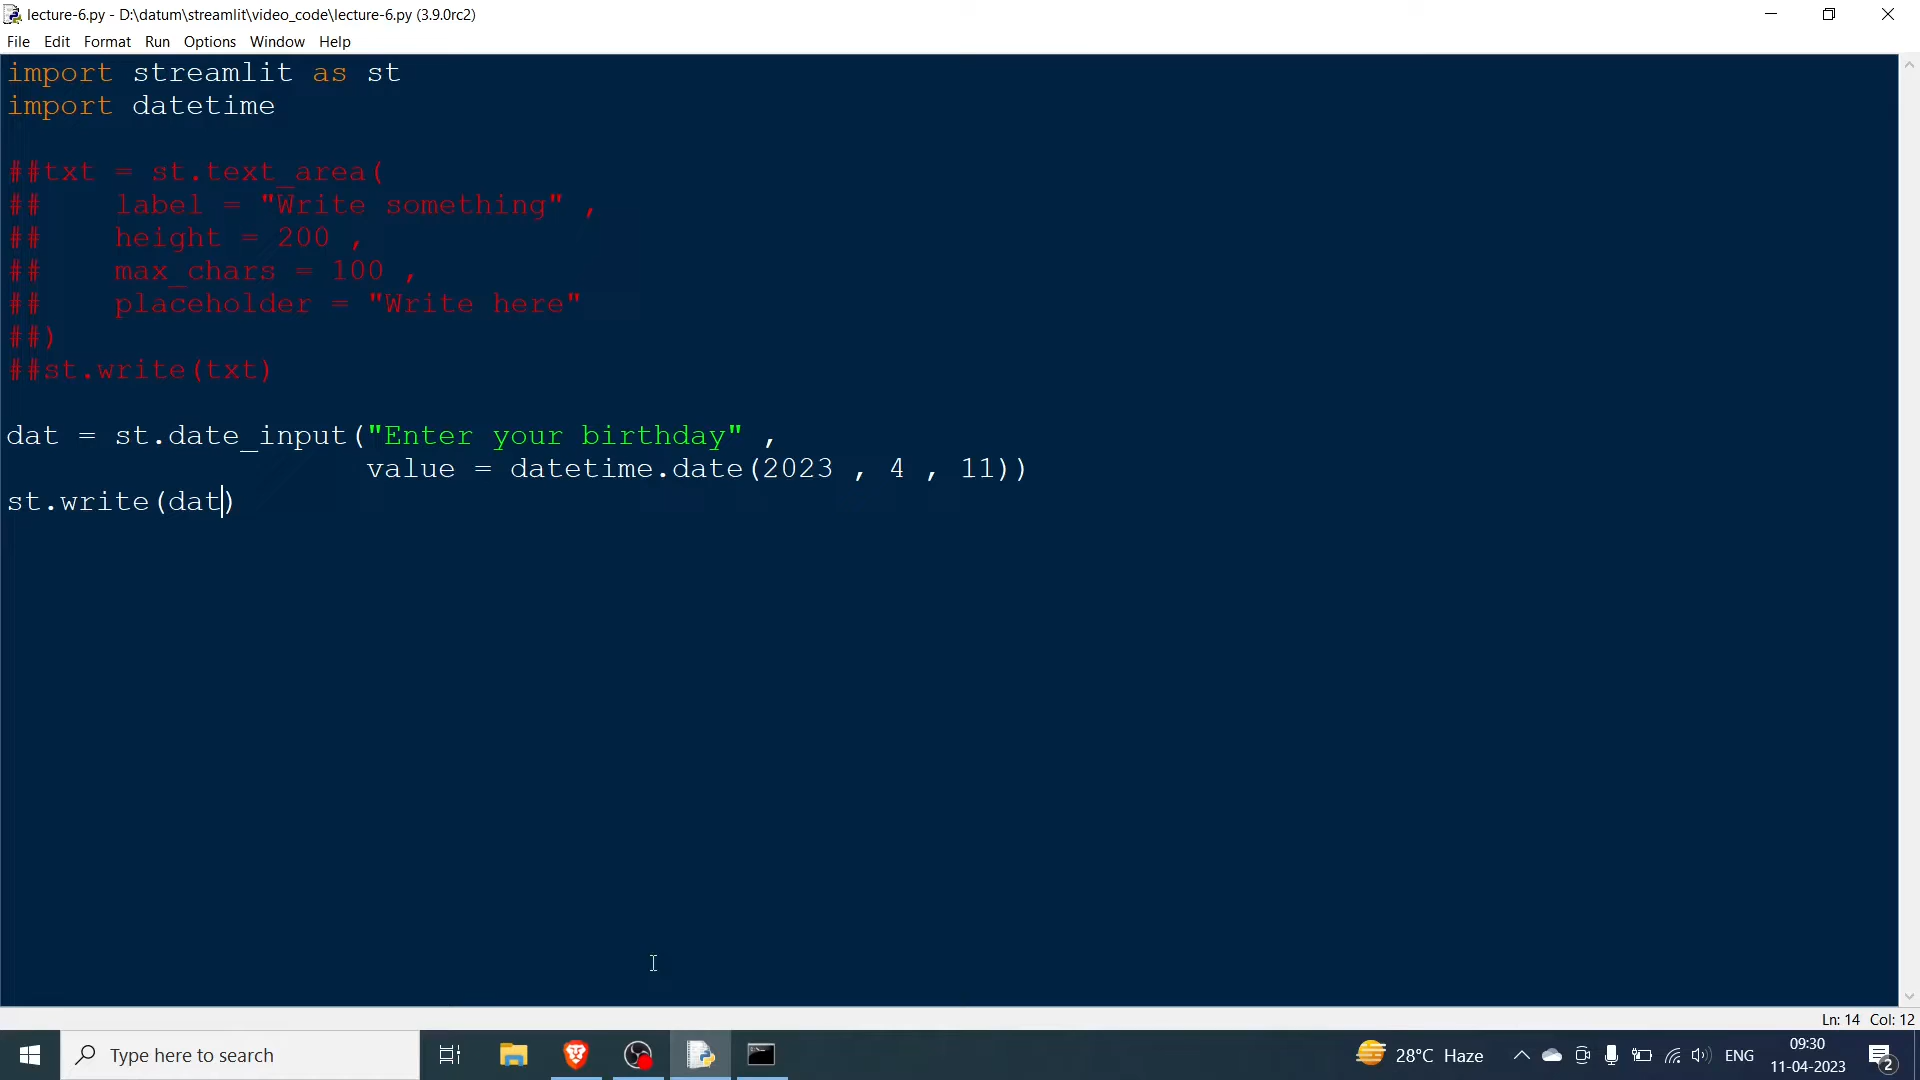 lecture-6.py - D:\datum\streamlit\video_code\lecture-6.py (3.9.0rc2)
File Edit Format Run Options Window Help
import streamlit as st
import datetime
##txt = st.text_area(
##    label = "Write something" ,
##    height = 200 ,
##    max_chars = 100 ,
##    placeholder = "Write here"
##)
##st.write(txt)
dat = st.date_input("Enter your birthday" ,
                    value = datetime.date(2023 , 4 , 11))
st.write(dat)
Ln: 14 Col: 12
Type here to search
28°C Haze
ENG
09:30
11-04-2023
2